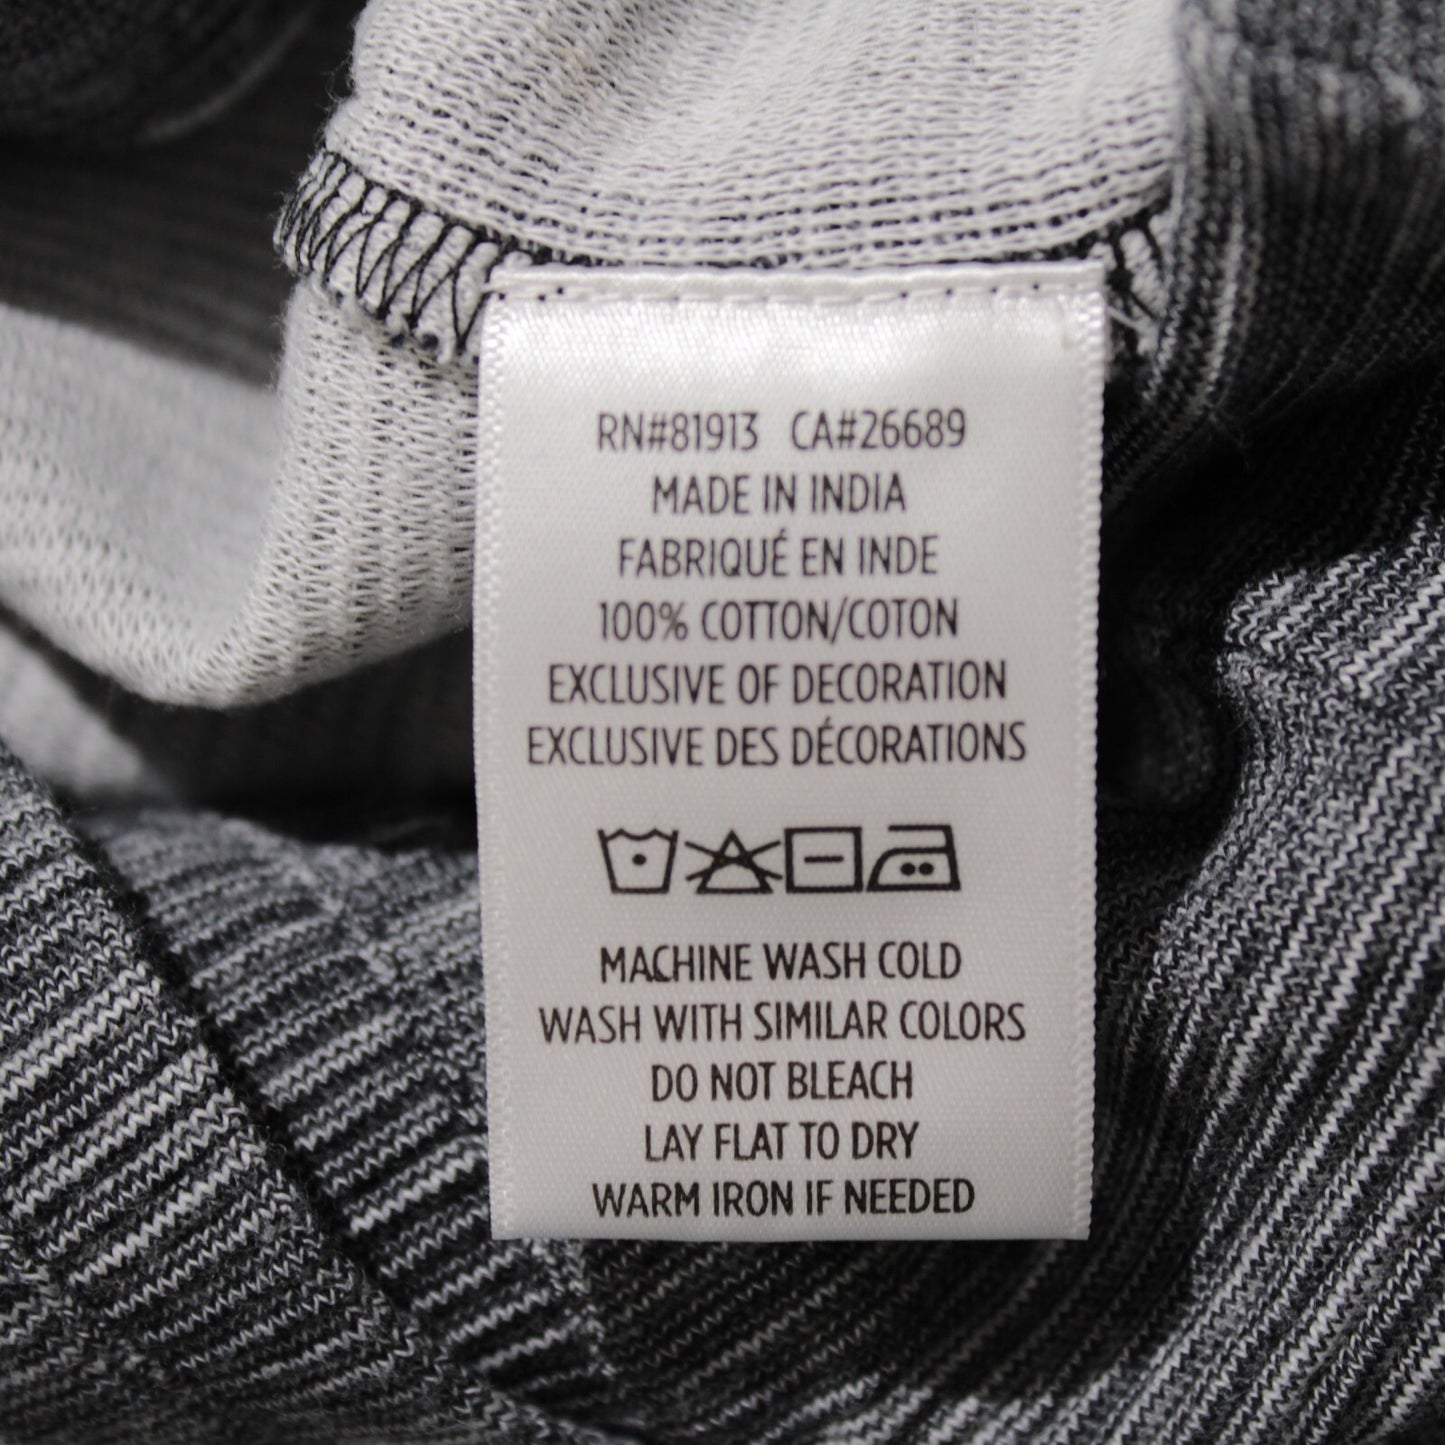 RN#81913 CA#26689
MADE IN INDIA
FABRIQUÉ EN INDE
100% COTTON/COTON
EXCLUSIVE OF DECORATION
EXCLUSIVE DES DÉCORATIONS
MACHINE WASH COLD
WASH WITH SIMILAR COLORS
DO NOT BLEACH
LAY FLAT TO DRY
WARM IRON IF NEEDED